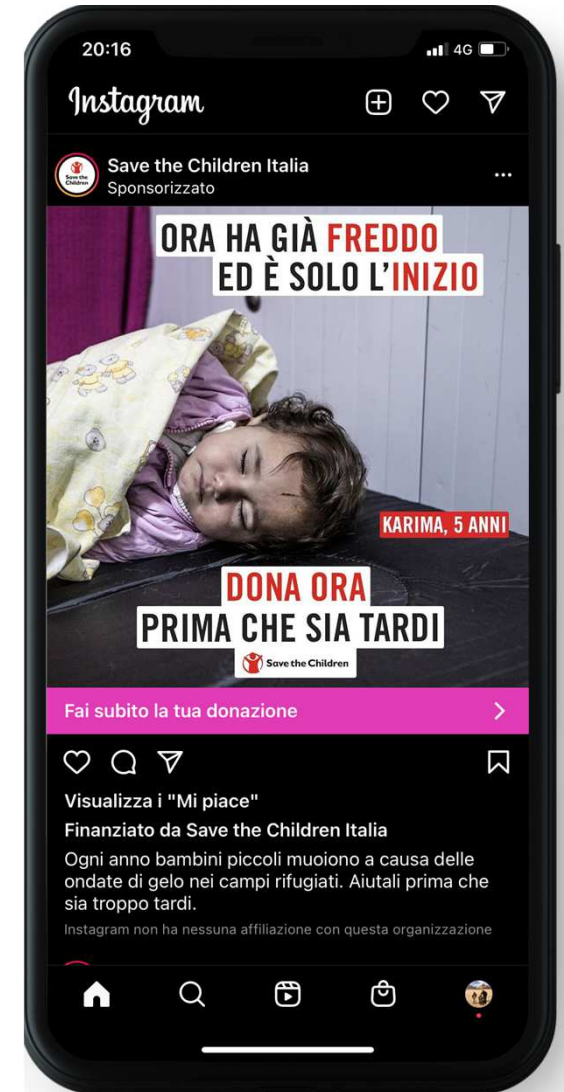 20:16
4G
Instagram
Save the Children Italia
Sponsorizzato
Save the Children
ORA HA GIÀ FREDDO
ED È SOLO L'INIZIO
KARIMA, 5 ANNI
DONA ORA
PRIMA CHE SIA TARDI
Save the Children
Fai subito la tua donazione
Visualizza i "Mi piace"
Finanziato da Save the Children Italia
Ogni anno bambini piccoli muoiono a causa delle
ondate di gelo nei campi rifugiati. Aiutali prima che
sia troppo tardi.
Instagram non ha nessuna affiliazione con questa organizzazione